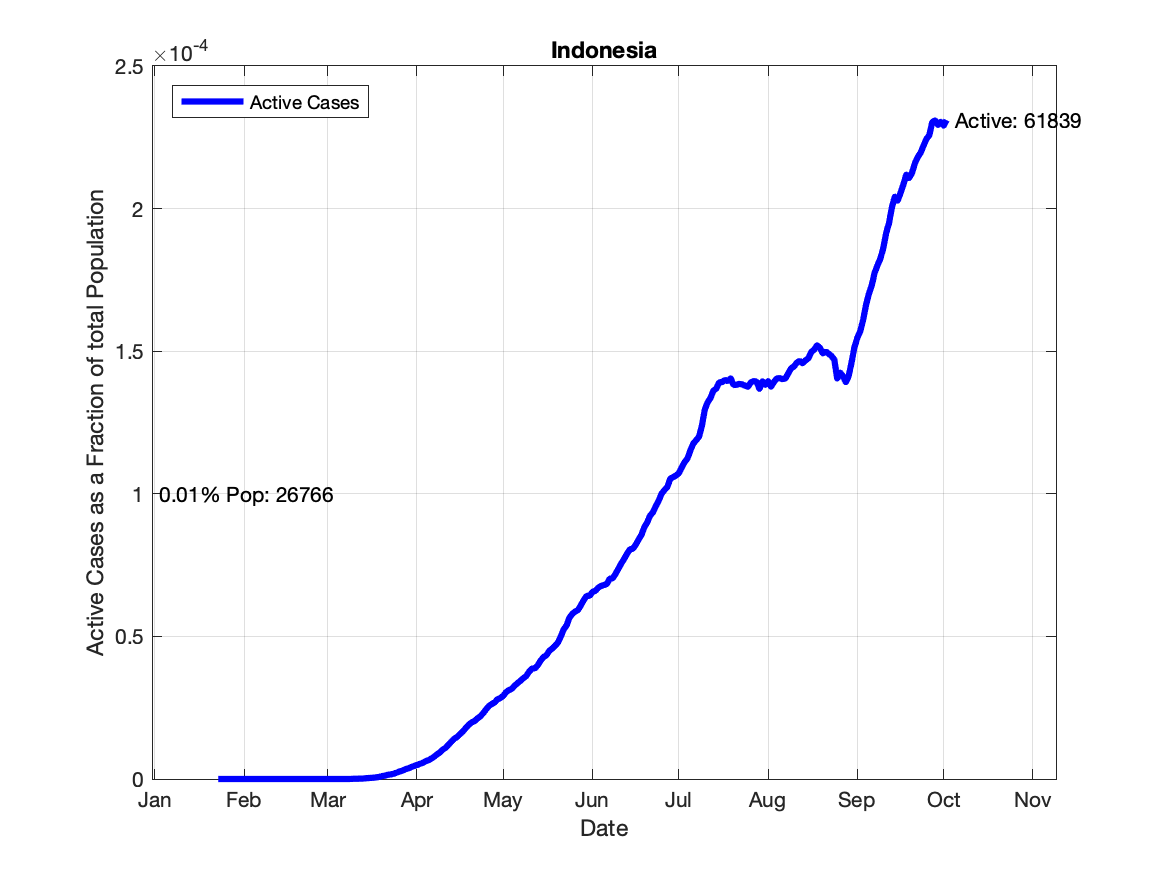 Indonesia
×10-4
2.5
2
1.5
1
0.5
0
Active Cases
Active: 61839
0.01% Pop: 26766
Active Cases as a Fraction of total Population
Jan Feb Mar Apr May Jun Jul Aug Sep Oct Nov
Date